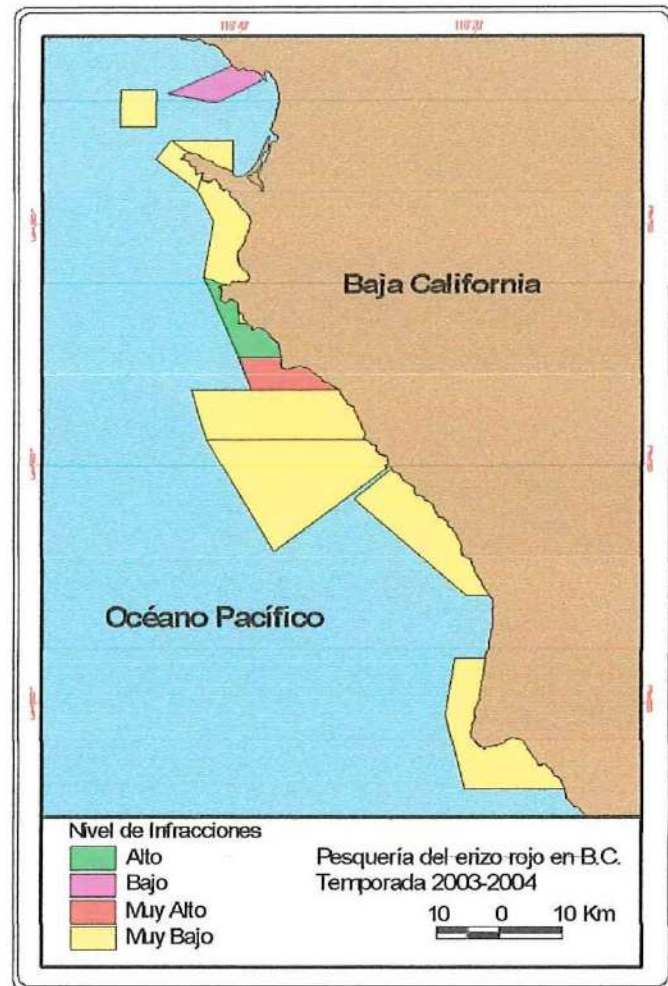 Baja California
Océano Pacífico
Nivel de Infracciones
Alto
Bajo
Muy Alto
Muy Bajo
Pesquería del erizo rojo en B.C.
Temporada 2003-2004
10 0 10 Km